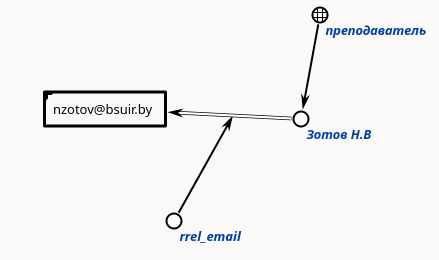 преподаватель
nzotov@bsuir.by
Зотов Н.В
rrel_email